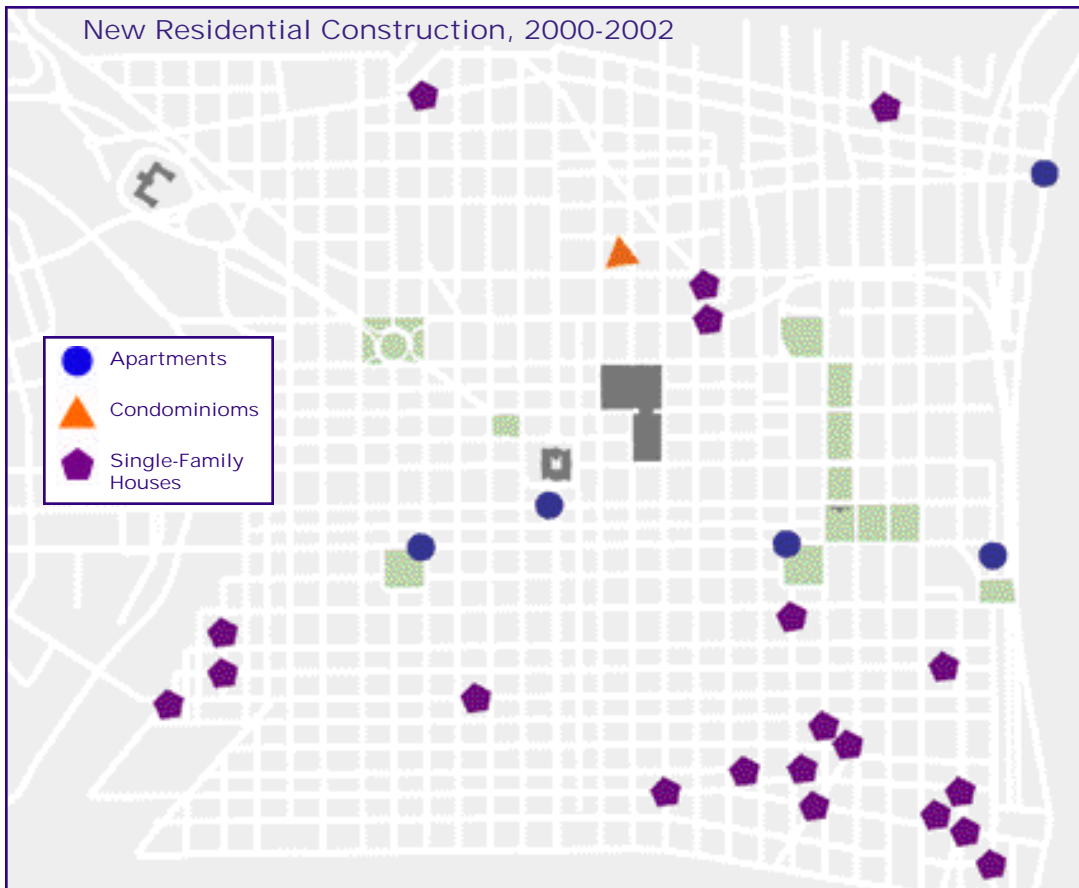 New Residential Construction, 2000-2002
Apartments
Condominioms
Single-Family
Houses